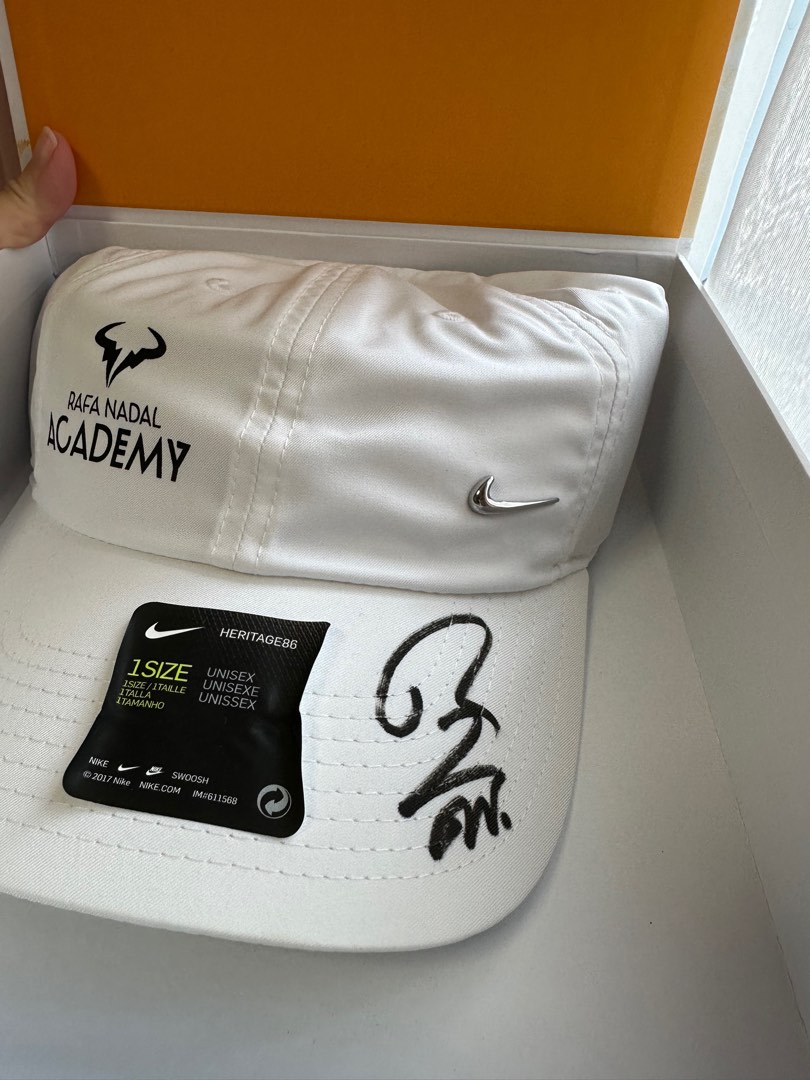 RAFA NADAL
ACADEMY
HERITAGE86
1SIZE
1SIZE / 1TAILLE
1TALLA
1TAMANHO
UNISEX
UNISEXE
UNISSEX
NIKE SWOOSH
© 2017 Nike NIKE.COM IM#611568